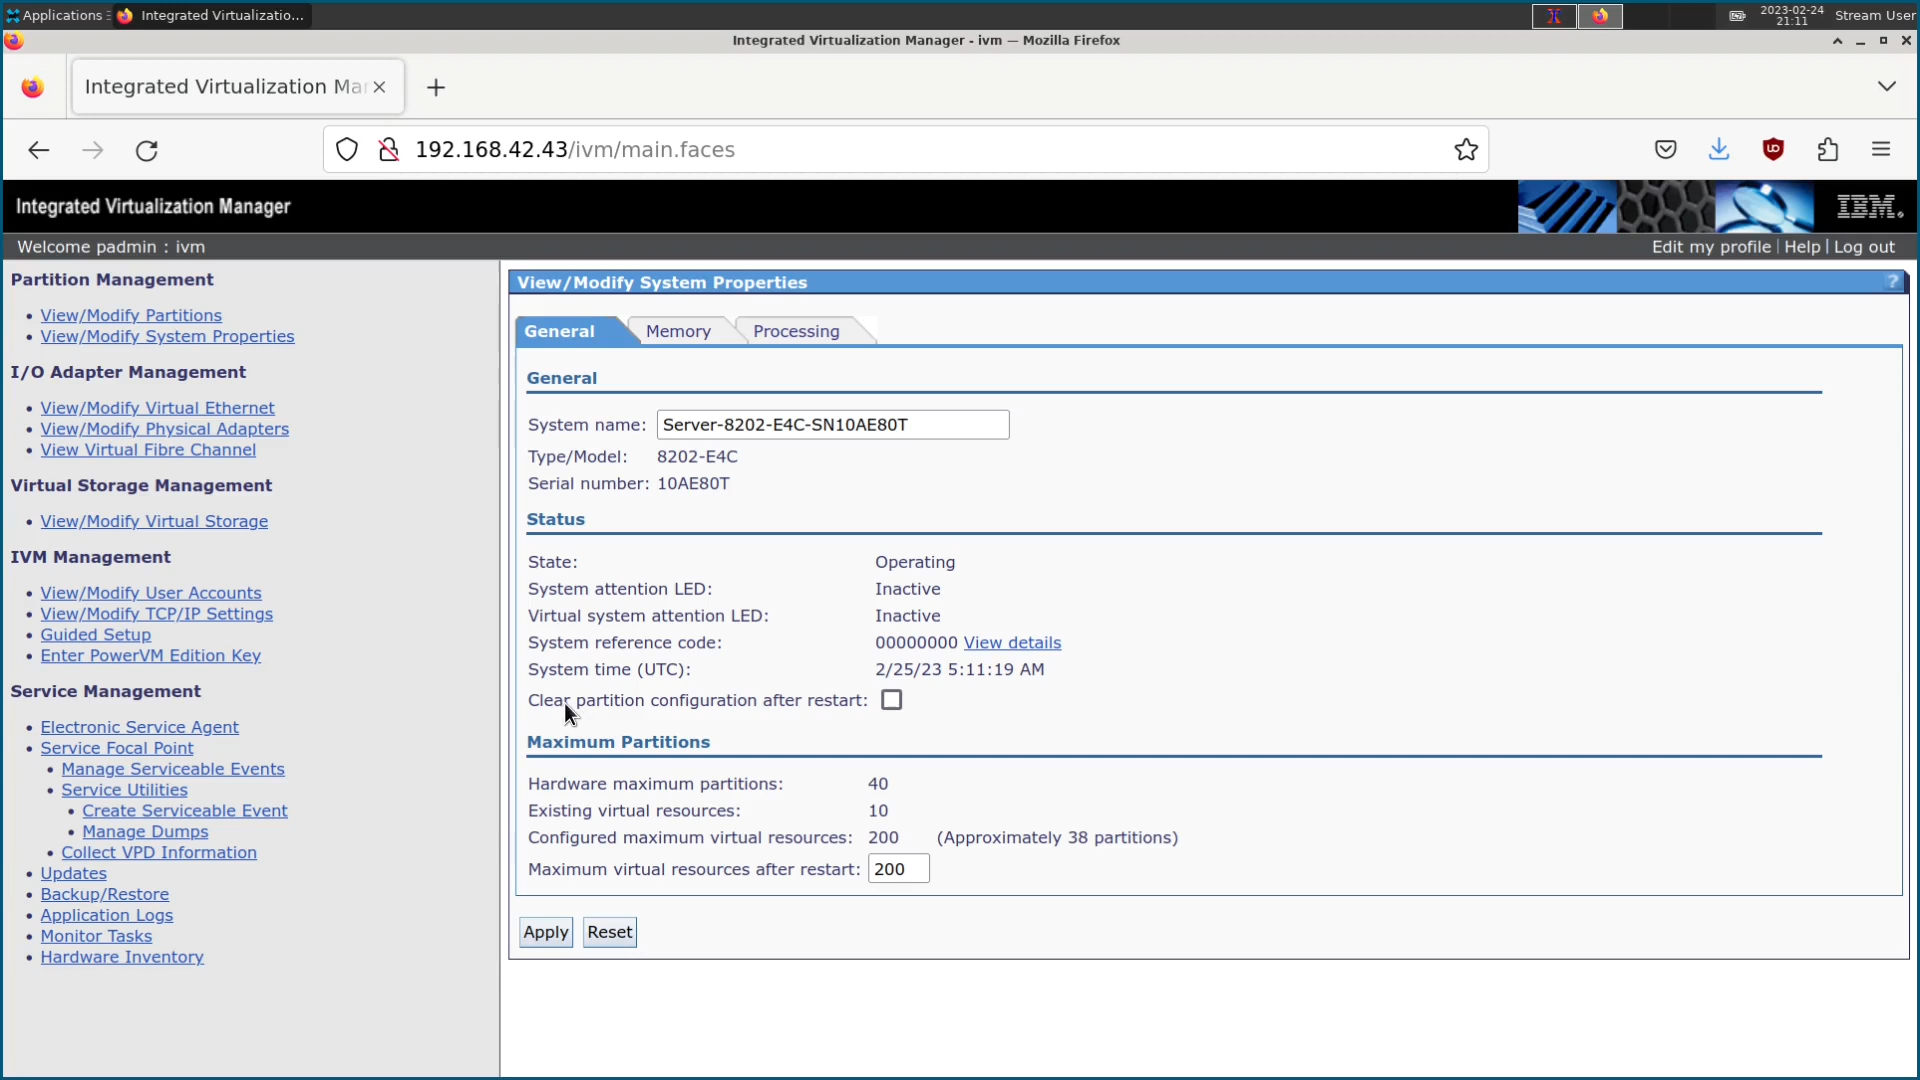 Applications
Integrated Virtualizatio...
2023-02-24
21:11
Stream User
Integrated Virtualization Manager - ivm — Mozilla Firefox
Integrated Virtualization Ma
192.168.42.43/ivm/main.faces
Integrated Virtualization Manager
IBM.
Welcome padmin : ivm
Edit my profile | Help | Log out
Partition Management
• View/Modify Partitions
• View/Modify System Properties
I/O Adapter Management
• View/Modify Virtual Ethernet
• View/Modify Physical Adapters
• View Virtual Fibre Channel
Virtual Storage Management
• View/Modify Virtual Storage
IVM Management
• View/Modify User Accounts
• View/Modify TCP/IP Settings
• Guided Setup
• Enter PowerVM Edition Key
Service Management
• Electronic Service Agent
• Service Focal Point
• Manage Serviceable Events
• Service Utilities
• Create Serviceable Event
• Manage Dumps
• Collect VPD Information
• Updates
• Backup/Restore
• Application Logs
• Monitor Tasks
• Hardware Inventory
View/Modify System Properties
?
General Memory Processing
General
System name: Server-8202-E4C-SN10AE80T
Type/Model: 8202-E4C
Serial number: 10AE80T
Status
State: Operating
System attention LED: Inactive
Virtual system attention LED: Inactive
System reference code: 00000000 View details
System time (UTC): 2/25/23 5:11:19 AM
Clear partition configuration after restart:
Maximum Partitions
Hardware maximum partitions: 40
Existing virtual resources: 10
Configured maximum virtual resources: 200 (Approximately 38 partitions)
Maximum virtual resources after restart: 200
Apply Reset